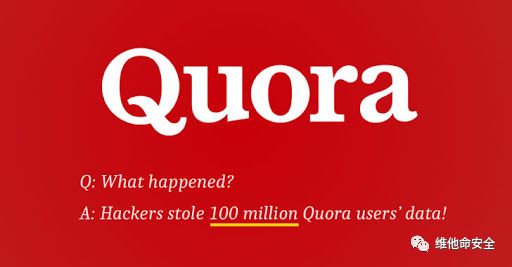 Quora
Q: What happened?
A: Hackers stole 100 million Quora users’ data!
维他命安全